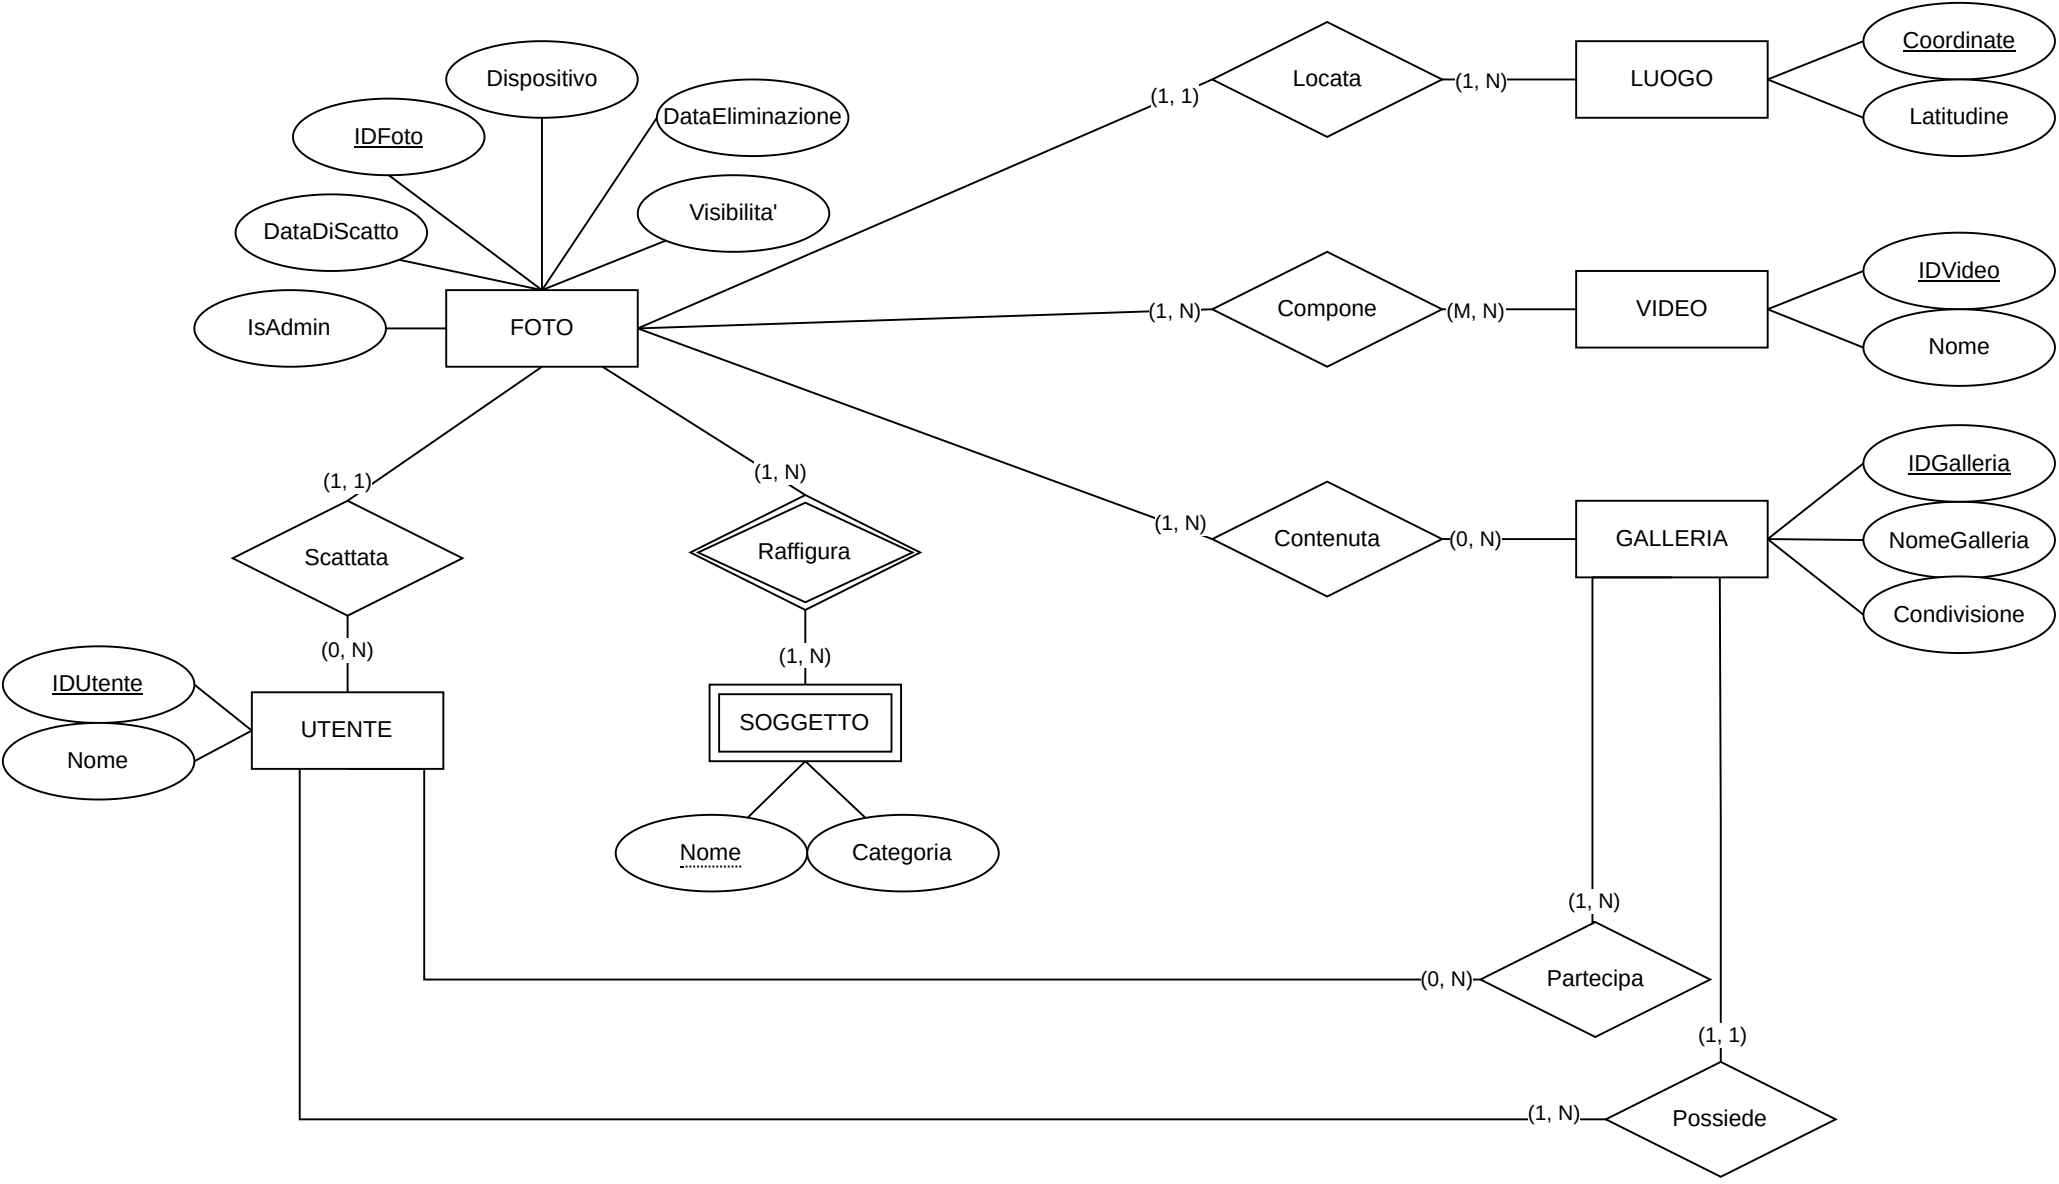 Coordinate
Dispositivo
Locata
(1, N)
LUOGO
(1, 1)
DataEliminazione
Latitudine
IDFoto
Visibilita'
DataDiScatto
IDVideo
IsAdmin
FOTO
(1, N)
Compone
(M, N)
VIDEO
Nome
IDGalleria
(1, 1)
(1, N)
(1, N)
Contenuta
(0, N)
GALLERIA
NomeGalleria
Scattata
Raffigura
Condivisione
(0, N)
(1, N)
IDUtente
UTENTE
SOGGETTO
Nome
Nome
Categoria
(1, N)
(0, N)
Partecipa
(1, 1)
(1, N)
Possiede